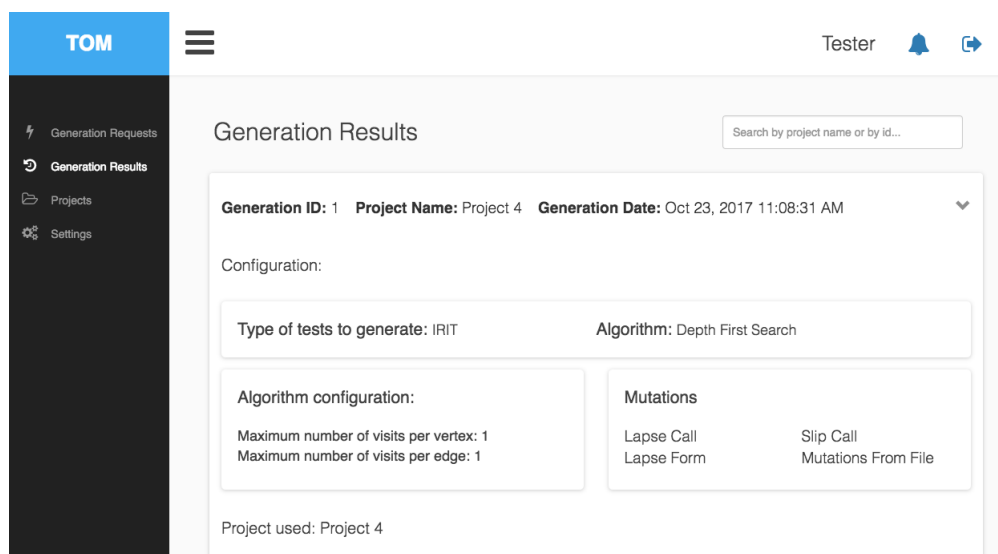 TOM
Tester
Generation Requests
Generation Results
Projects
Settings
Generation Results
Search by project name or by id...
Generation ID: 1 Project Name: Project 4 Generation Date: Oct 23, 2017 11:08:31 AM
Configuration:
Type of tests to generate: IRIT Algorithm: Depth First Search
Algorithm configuration:
Maximum number of visits per vertex: 1
Maximum number of visits per edge: 1
Mutations
Lapse Call Slip Call
Lapse Form Mutations From File
Project used: Project 4